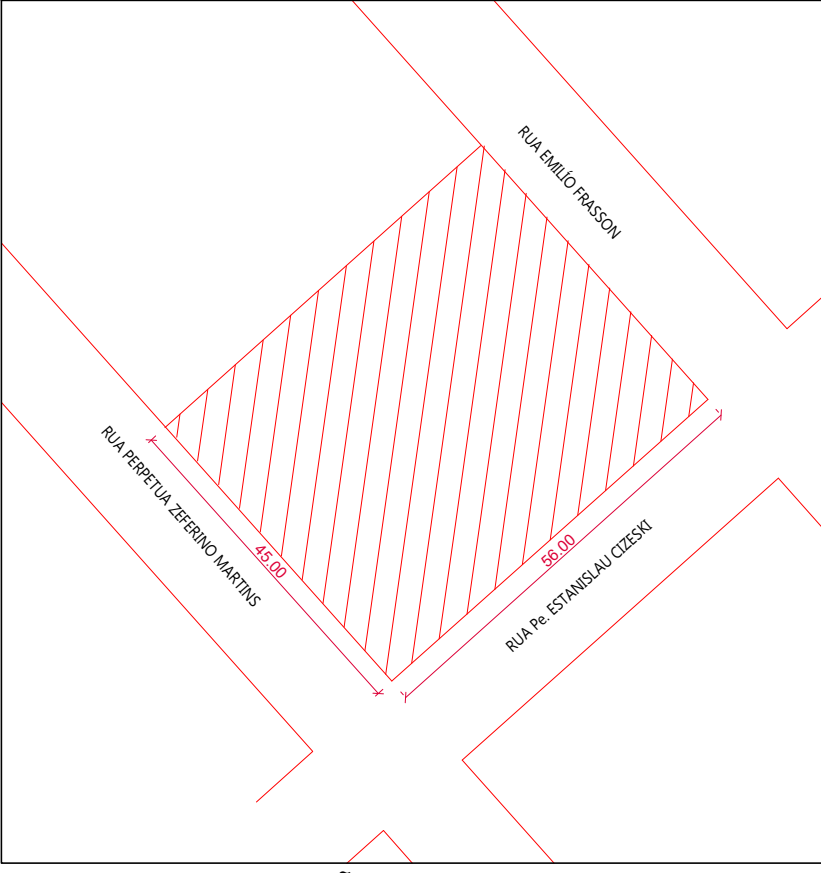 RUA EMILÍO FRASSON
RUA PERPETUA ZEFERINO MARTINS
45.00
56.00
RUA Pe. ESTANISLAU CIZESKI